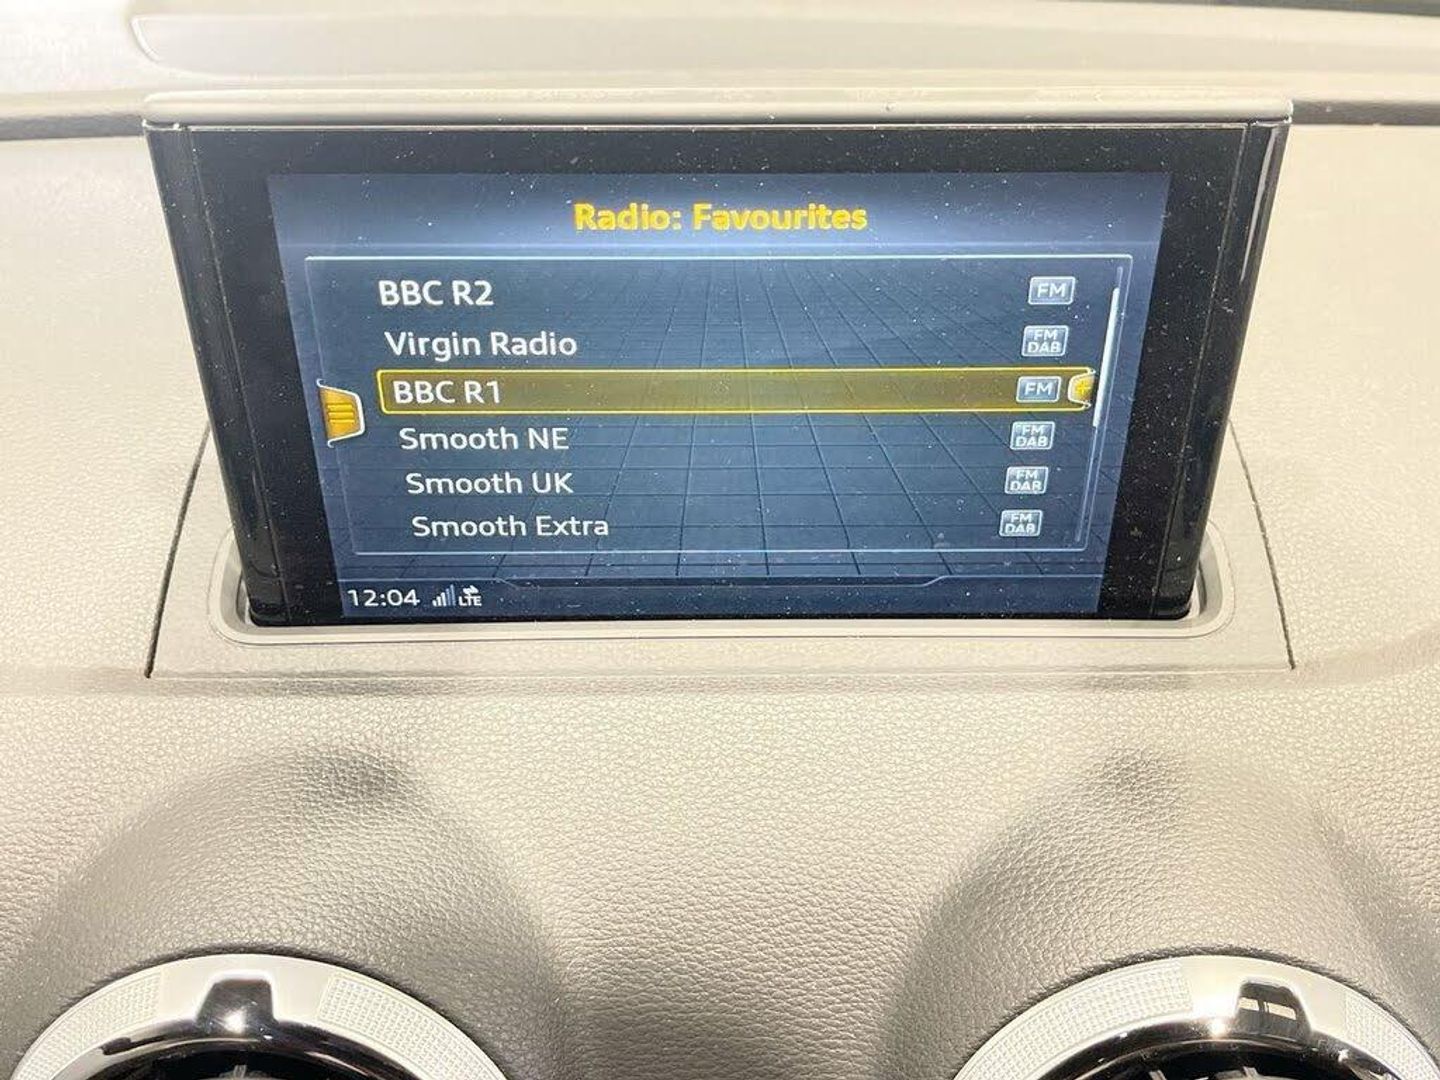 Radio: Favourites
BBC R2 FM
Virgin Radio FM DAB
BBC R1 FM
Smooth NE FM DAB
Smooth UK FM DAB
Smooth Extra FM DAB
12:04 LTE